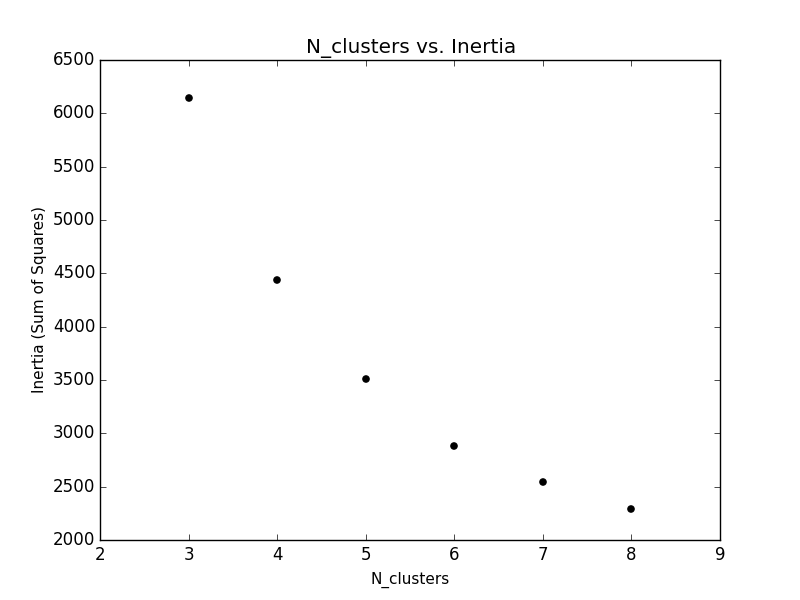 N_clusters vs. Inertia
6500
6000
5500
5000
4500
4000
3500
3000
2500
2000
Inertia (Sum of Squares)
2 3 4 5 6 7 8 9
N_clusters